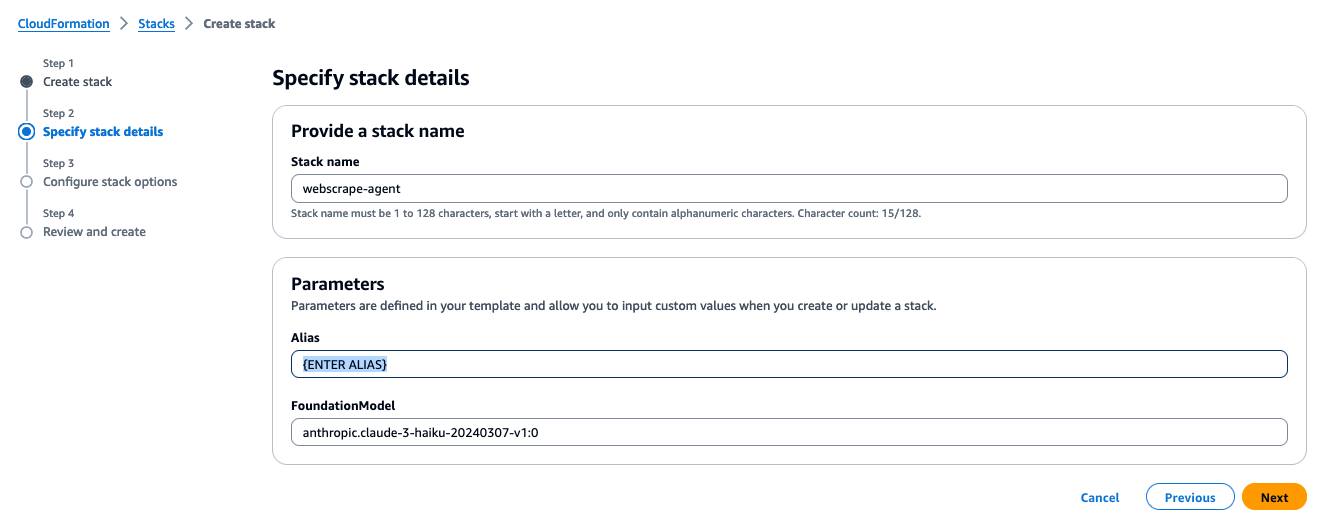 CloudFormation > Stacks > Create stack
Step 1
Create stack
Step 2
Specify stack details
Step 3
Configure stack options
Step 4
Review and create
Specify stack details
Provide a stack name
Stack name
webscrape-agent
Stack name must be 1 to 128 characters, start with a letter, and only contain alphanumeric characters. Character count: 15/128.
Parameters
Parameters are defined in your template and allow you to input custom values when you create or update a stack.
Alias
{ENTER ALIAS}
FoundationModel
anthropic.claude-3-haiku-20240307-v1:0
Cancel Previous Next